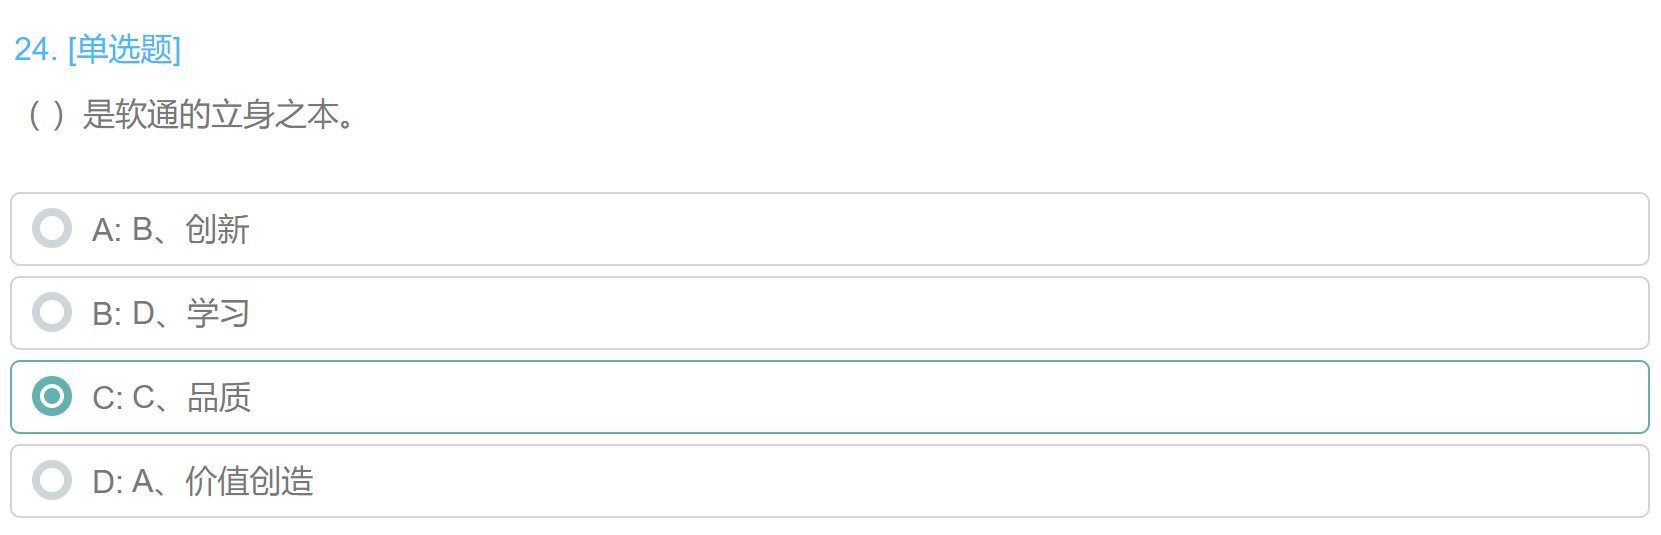 24. [单选题]
（ ）是软通的立身之本。
A: B、创新
B: D、学习
C: C、品质
D: A、价值创造